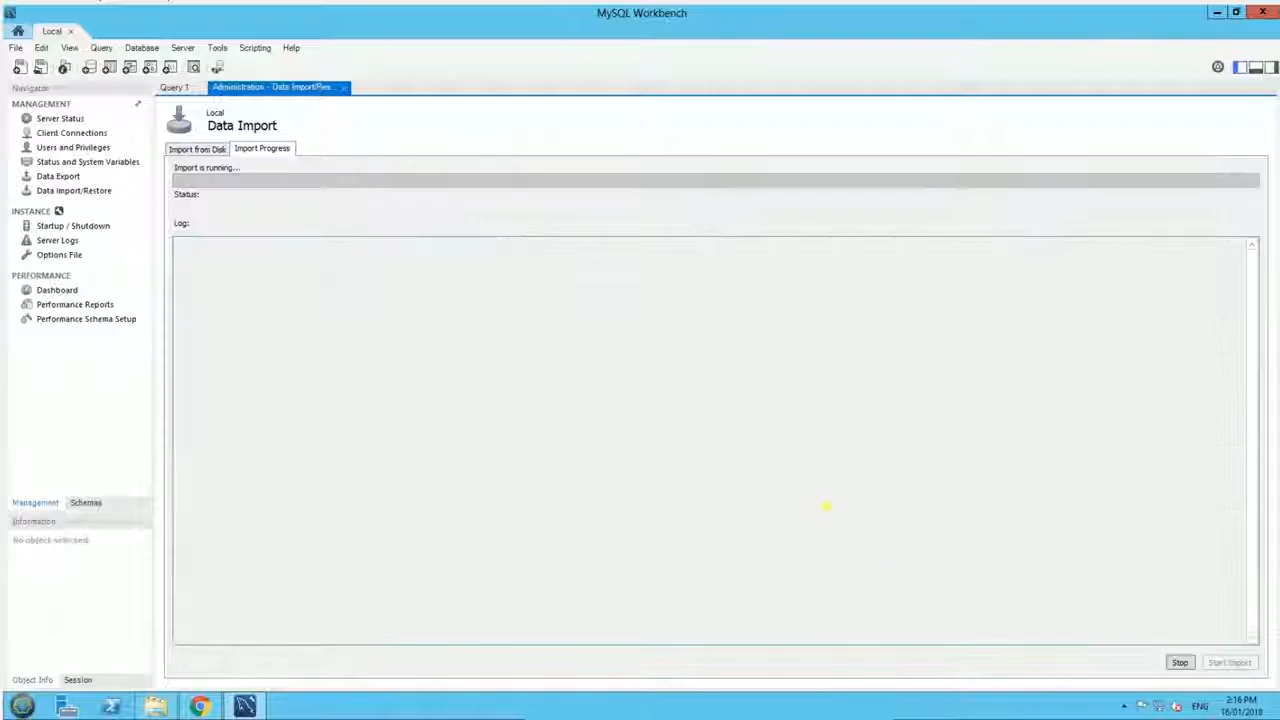 MySQL Workbench
Local
File Edit View Query Database Server Tools Scripting Help
Navigator
Query 1
Administration - Data Import/Res...
MANAGEMENT
Server Status
Client Connections
Users and Privileges
Status and System Variables
Data Export
Data Import/Restore
INSTANCE
Startup / Shutdown
Server Logs
Options File
PERFORMANCE
Dashboard
Performance Reports
Performance Schema Setup
Management Schemas
Information
No object selected
Object Info Session
Local
Data Import
Import from Disk Import Progress
Import is running...
Status:
Log:
Stop Start Import
ENG
2:16 PM
16/01/2018